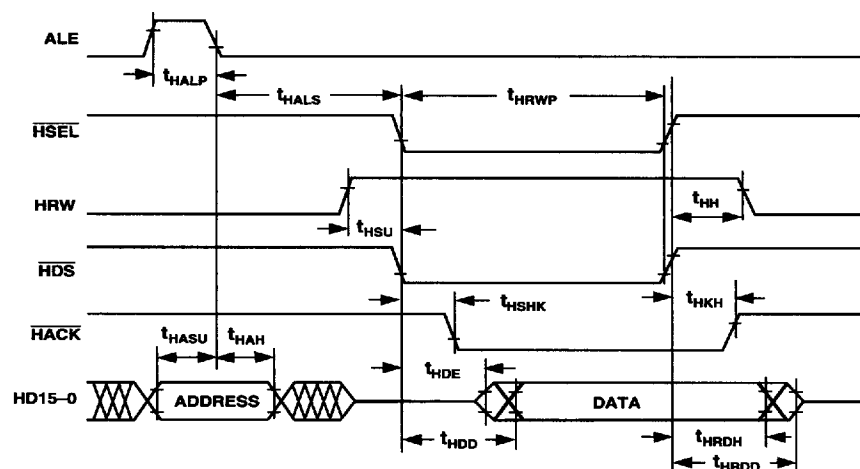 ALE
tHALP
tHALS
tHRWP
HSEL
HRW
tHSU
tHH
HDS
tHSHK
tHKH
HACK
tHASU
tHAH
tHDE
HD15–0
ADDRESS
DATA
tHDD
tHRDH
tHRDD